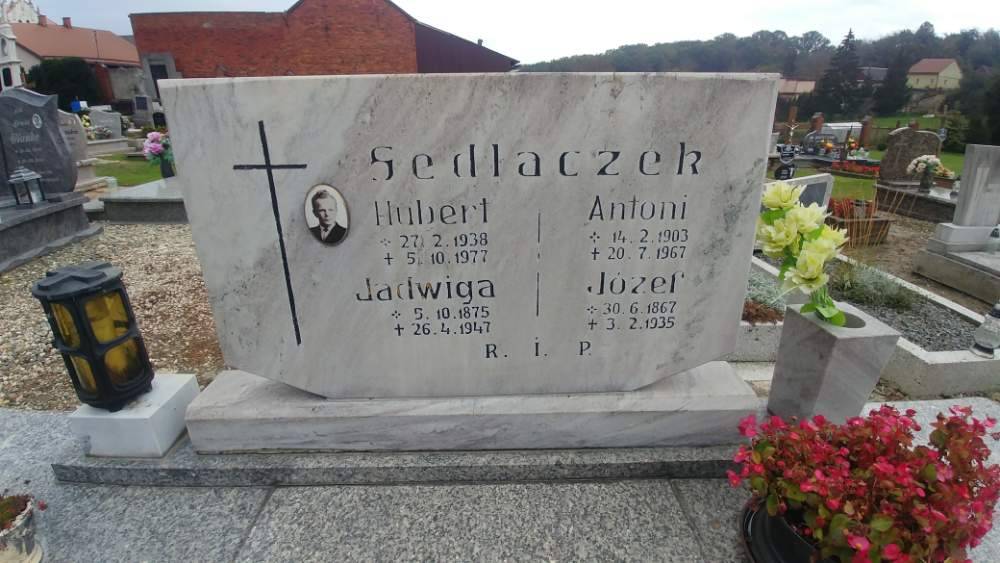 Sedlaczek
Hubert
* 27. 2. 1938
+ 5. 10. 1977
Jadwiga
* 5. 10. 1875
+ 26. 4. 1947
Antoni
* 14. 2. 1903
+ 20. 7. 1967
Józef
* 30. 6. 1867
+ 3. 2. 1935
R. I. P.